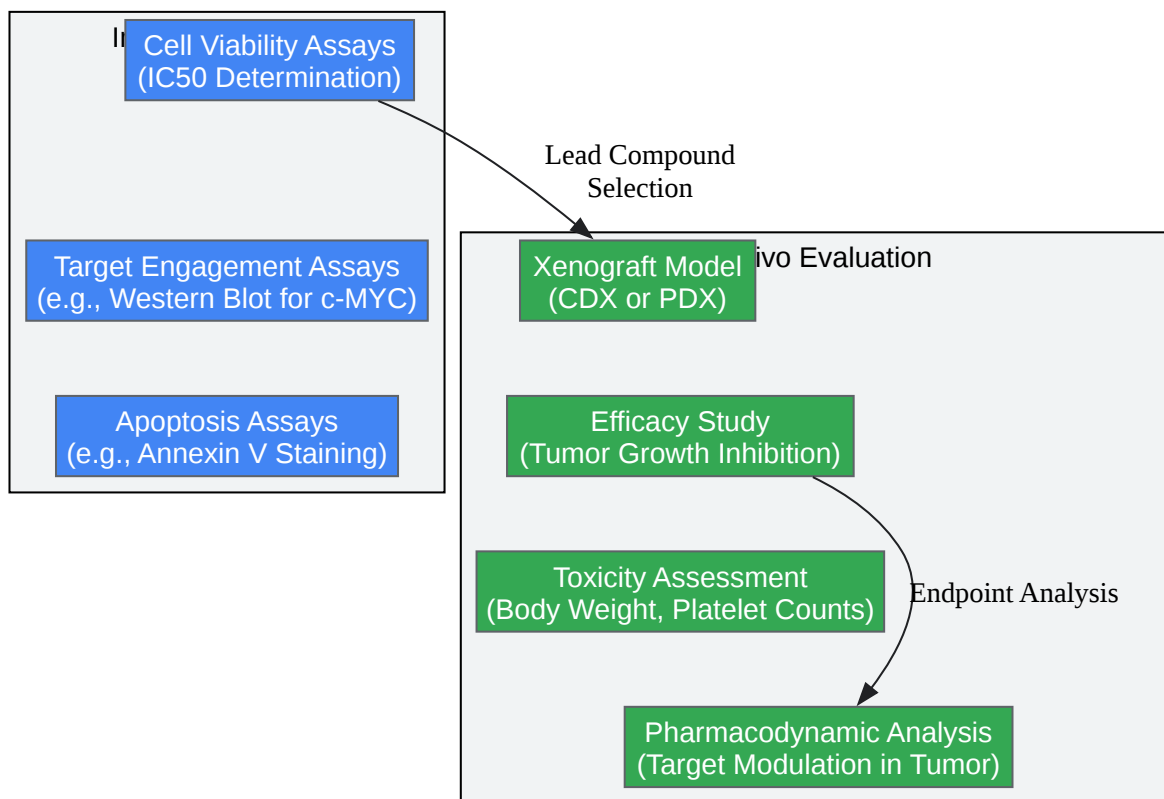 Cell Viability Assays
(IC50 Determination)
Lead Compound
Selection
Target Engagement Assays
(e.g., Western Blot for c-MYC)
Apoptosis Assays
(e.g., Annexin V Staining)
ivo Evaluation
Xenograft Model
(CDX or PDX)
Efficacy Study
(Tumor Growth Inhibition)
Toxicity Assessment
(Body Weight, Platelet Counts)
Endpoint Analysis
Pharmacodynamic Analysis
(Target Modulation in Tumor)